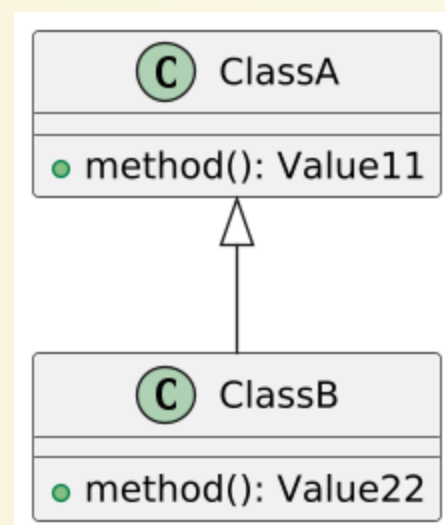 C ClassA
method(): Value11
C ClassB
method(): Value22